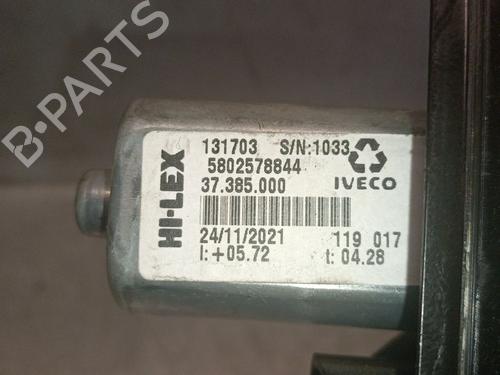 HI-LEX
131703 S/N:1033
5802578844
37.385.000
IVECO
24/11/2021 119 017
I:+05.72 t:04.28
B-PARTS